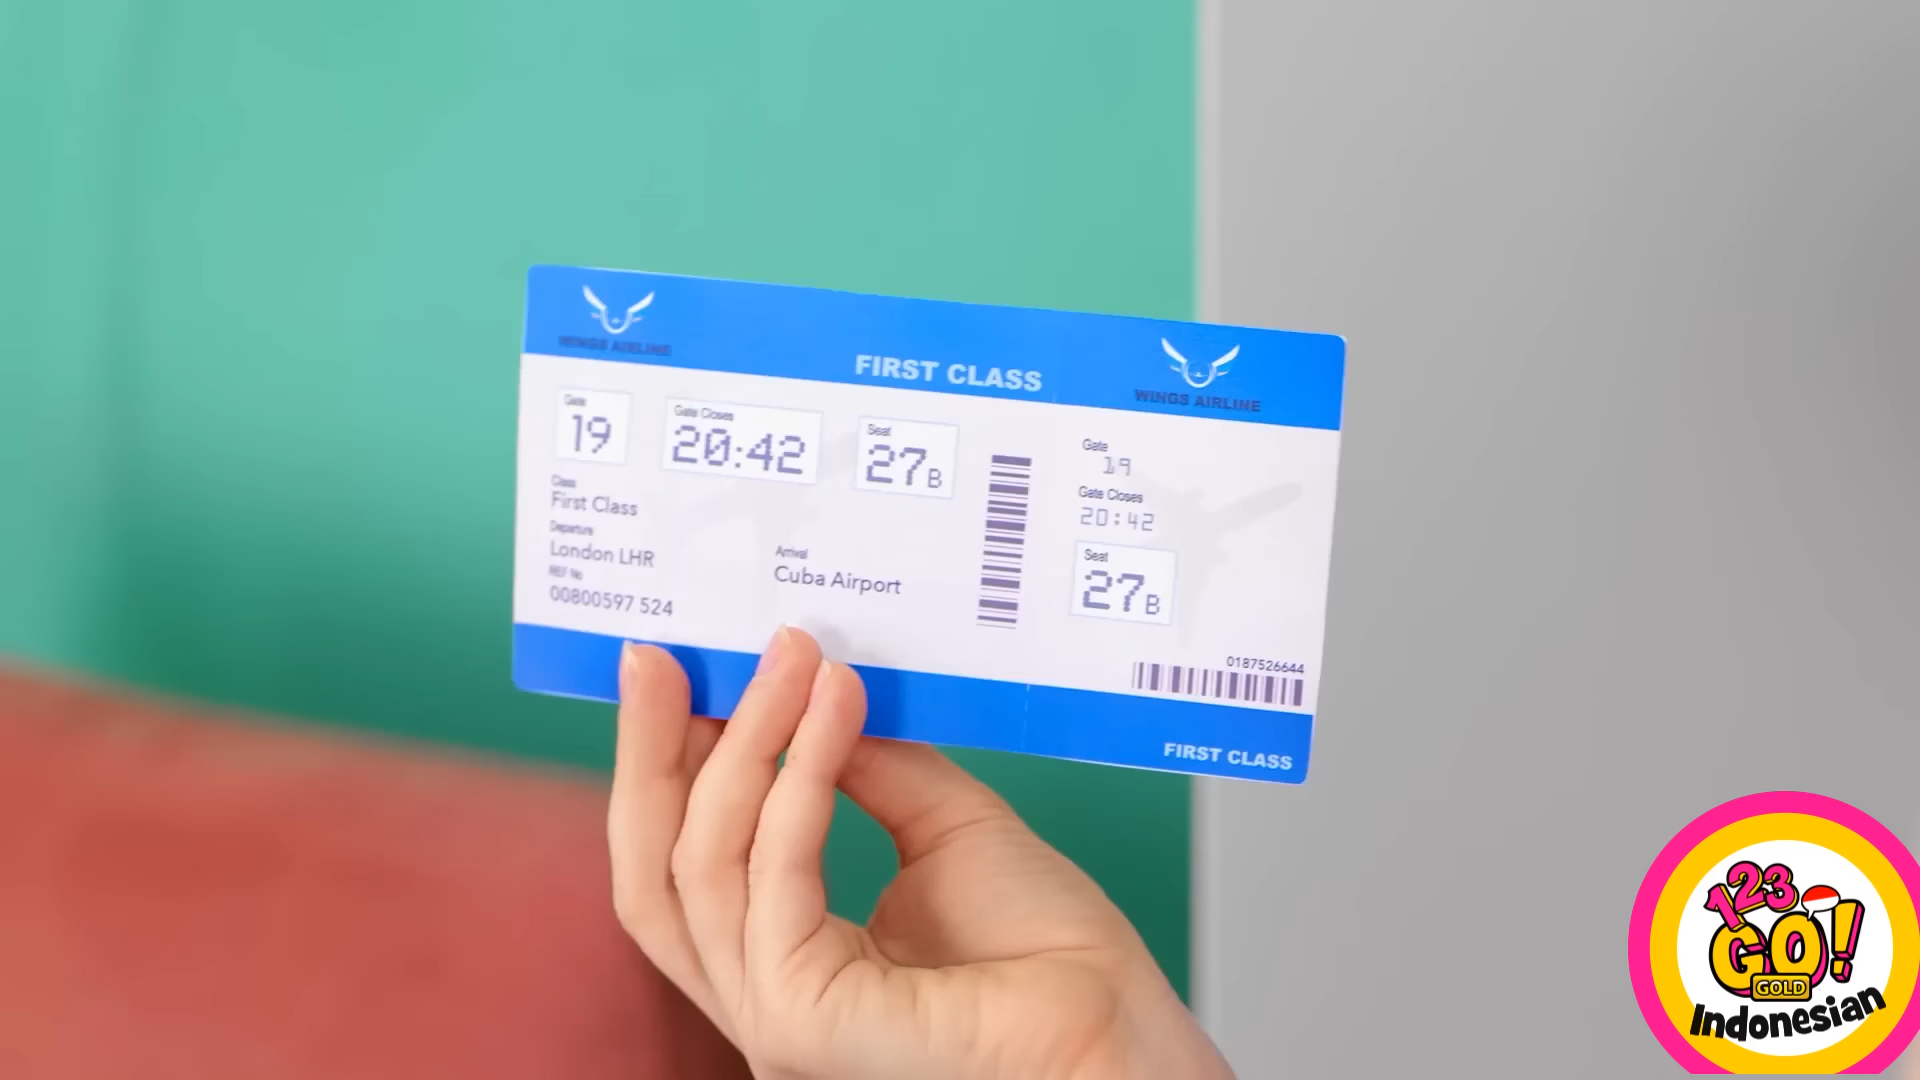 WINGS AIRLINE
FIRST CLASS
WINGS AIRLINE
Gate
19
Gate Closes
20:42
Seat
27B
Class
First Class
Departure
London LHR
REF No
00800597 524
Arrival
Cuba Airport
Gate
19
Gate Closes
20:42
Seat
27B
0187526644
FIRST CLASS
123
GO!
GOLD
Indonesian